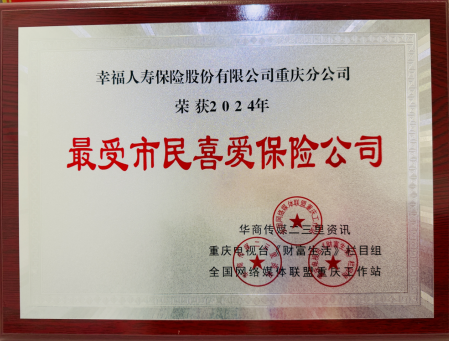 幸福人寿保险股份有限公司重庆分公司
荣 获2024年
最受市民喜爱保险公司
华商传媒二三里资讯
重庆电视台《财富生活》栏目组
全国网络媒体联盟重庆工作站